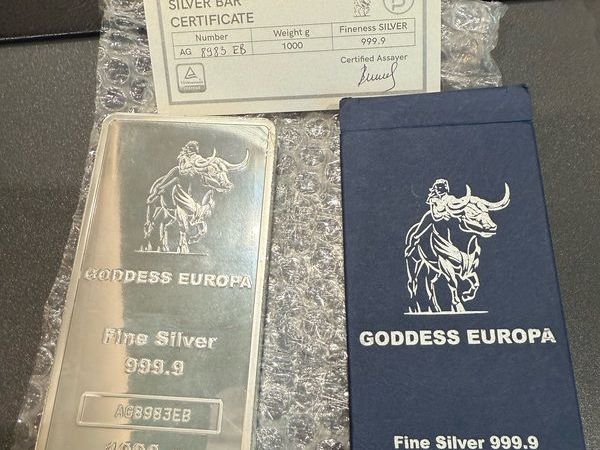 SILVER BAR
CERTIFICATE
Number Weight g Fineness SILVER
AG 8983 EB 1000 999.9
Certified Assayer
GODDESS EUROPA
Fine Silver
999.9
AG8983EB
1000
GODDESS EUROPA
Fine Silver 999.9